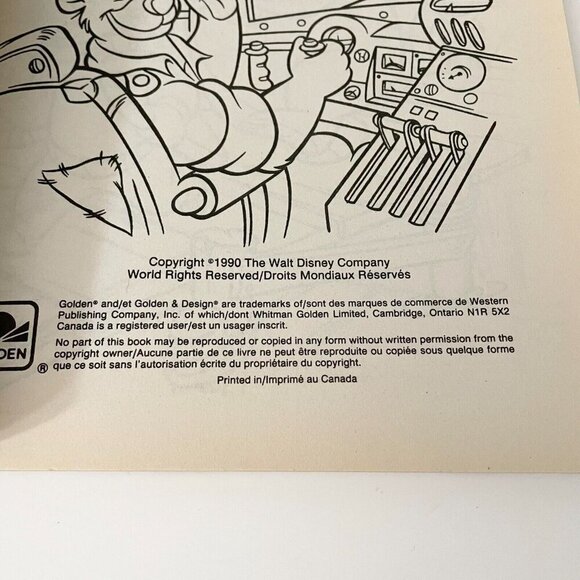 Copyright ©1990 The Walt Disney Company
World Rights Reserved/Droits Mondiaux Réservés
Golden® and/et Golden & Design® are trademarks of/sont des marques de commerce de Western
Publishing Company, Inc. of which/dont Whitman Golden Limited, Cambridge, Ontario N1R 5X2
Canada is a registered user/est un usager inscrit.
No part of this book may be reproduced or copied in any form without written permission from the
copyright owner/Aucune partie de ce livre ne peut être reproduite ou copiée sous quelque forme
que ce soit sans l'autorisation écrite du propriétaire du copyright.
DEN
®
Printed in/Imprimé au Canada